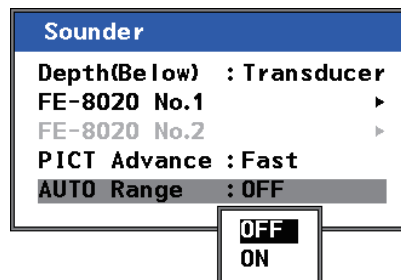 Sounder
Depth(Below) : Transducer
FE-8020 No.1 ▸
FE-8020 No.2 ▸
PICT Advance : Fast
AUTO Range : OFF
OFF
ON